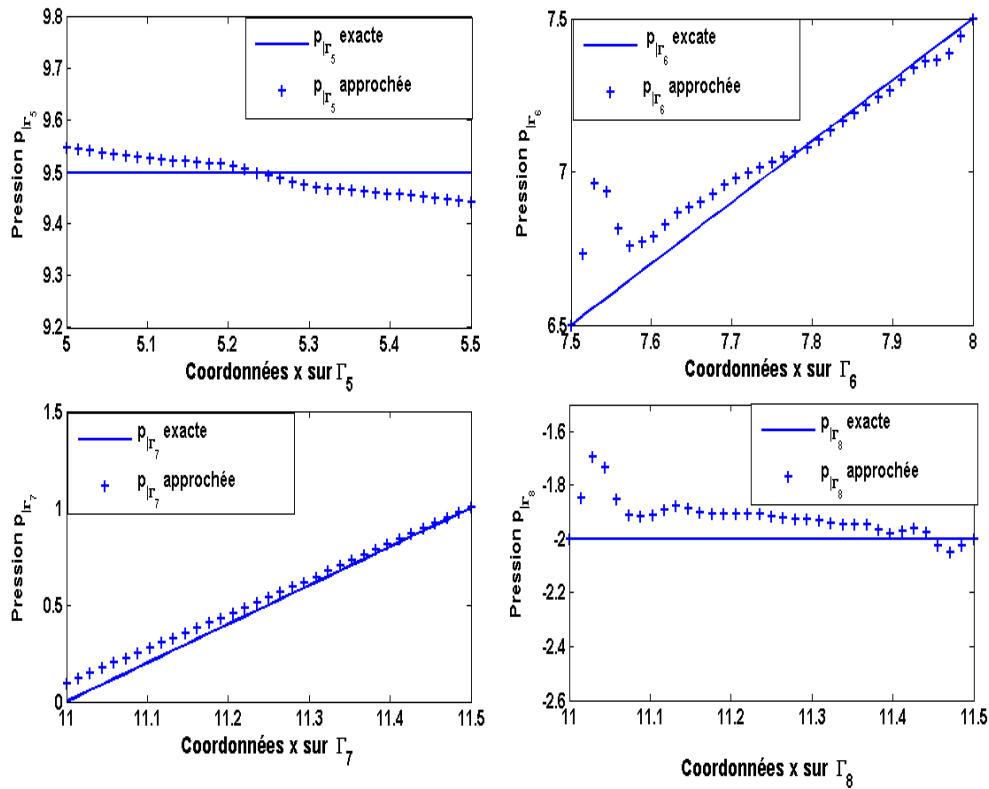 9.8
9.7
9.6
9.5
9.4
9.3
9.2
Pression p|Γ5
p|Γ5 exacte
p|Γ5 approchée
5 5.1 5.2 5.3 5.4 5.5
Coordonnées x sur Γ5
7.5
7
6.5
Pression p|Γ6
p|Γ6 excate
p|Γ6 approchée
7.5 7.6 7.7 7.8 7.9 8
Coordonnées x sur Γ6
1.5
1
0.5
0
Pression p|Γ7
p|Γ7 exacte
p|Γ7 approchée
11 11.1 11.2 11.3 11.4 11.5
Coordonnées x sur Γ7
-1.6
-1.8
-2
-2.2
-2.4
-2.6
Pression p|Γ8
p|Γ8 exacte
p|Γ8 approchée
11 11.1 11.2 11.3 11.4 11.5
Coordonnées x sur Γ8